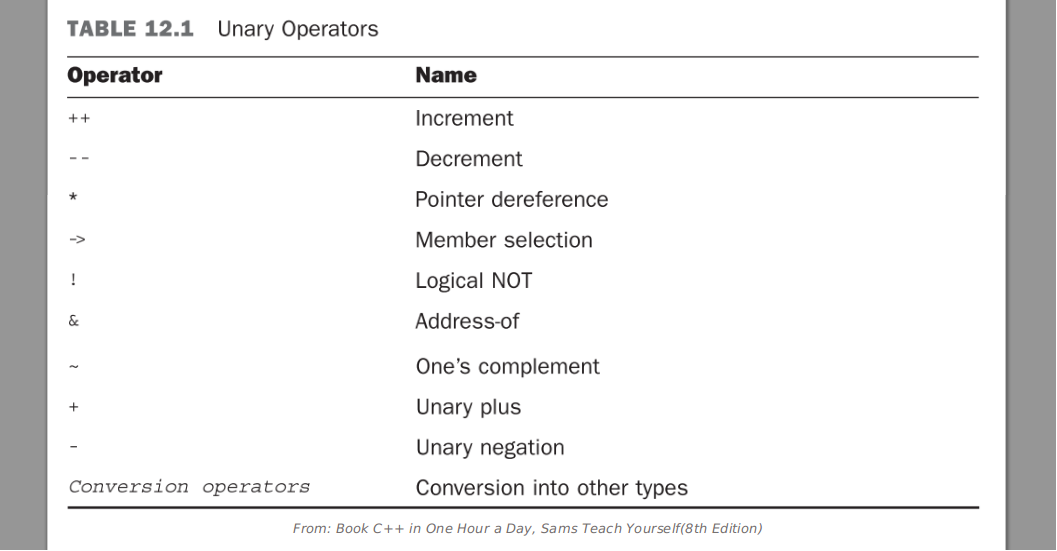 TABLE 12.1 Unary Operators
Operator Name
++ Increment
-- Decrement
* Pointer dereference
-> Member selection
! Logical NOT
& Address-of
~ One’s complement
+ Unary plus
- Unary negation
Conversion operators Conversion into other types
From: Book C++ in One Hour a Day, Sams Teach Yourself(8th Edition)